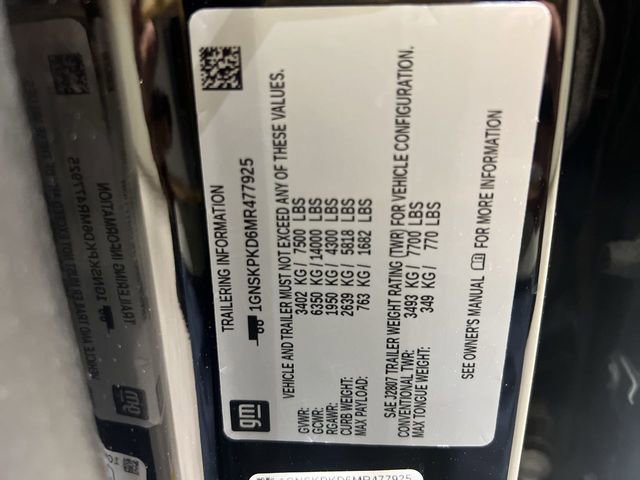 gm
TRAILERING INFORMATION
1GNSKPKD6MR477925
VEHICLE AND TRAILER MUST NOT EXCEED ANY OF THESE VALUES.
GVWR: 3402 KG / 7500 LBS
GCWR: 6350 KG / 14000 LBS
RGAWR: 1950 KG / 4300 LBS
CURB WEIGHT: 2639 KG / 5818 LBS
MAX PAYLOAD: 763 KG / 1682 LBS
SAE J2807 TRAILER WEIGHT RATING (TWR) FOR VEHICLE CONFIGURATION.
CONVENTIONAL TWR: 3493 KG / 7700 LBS
MAX TONGUE WEIGHT: 349 KG / 770 LBS
SEE OWNER'S MANUAL FOR MORE INFORMATION
1GNSKPKD6MR477925